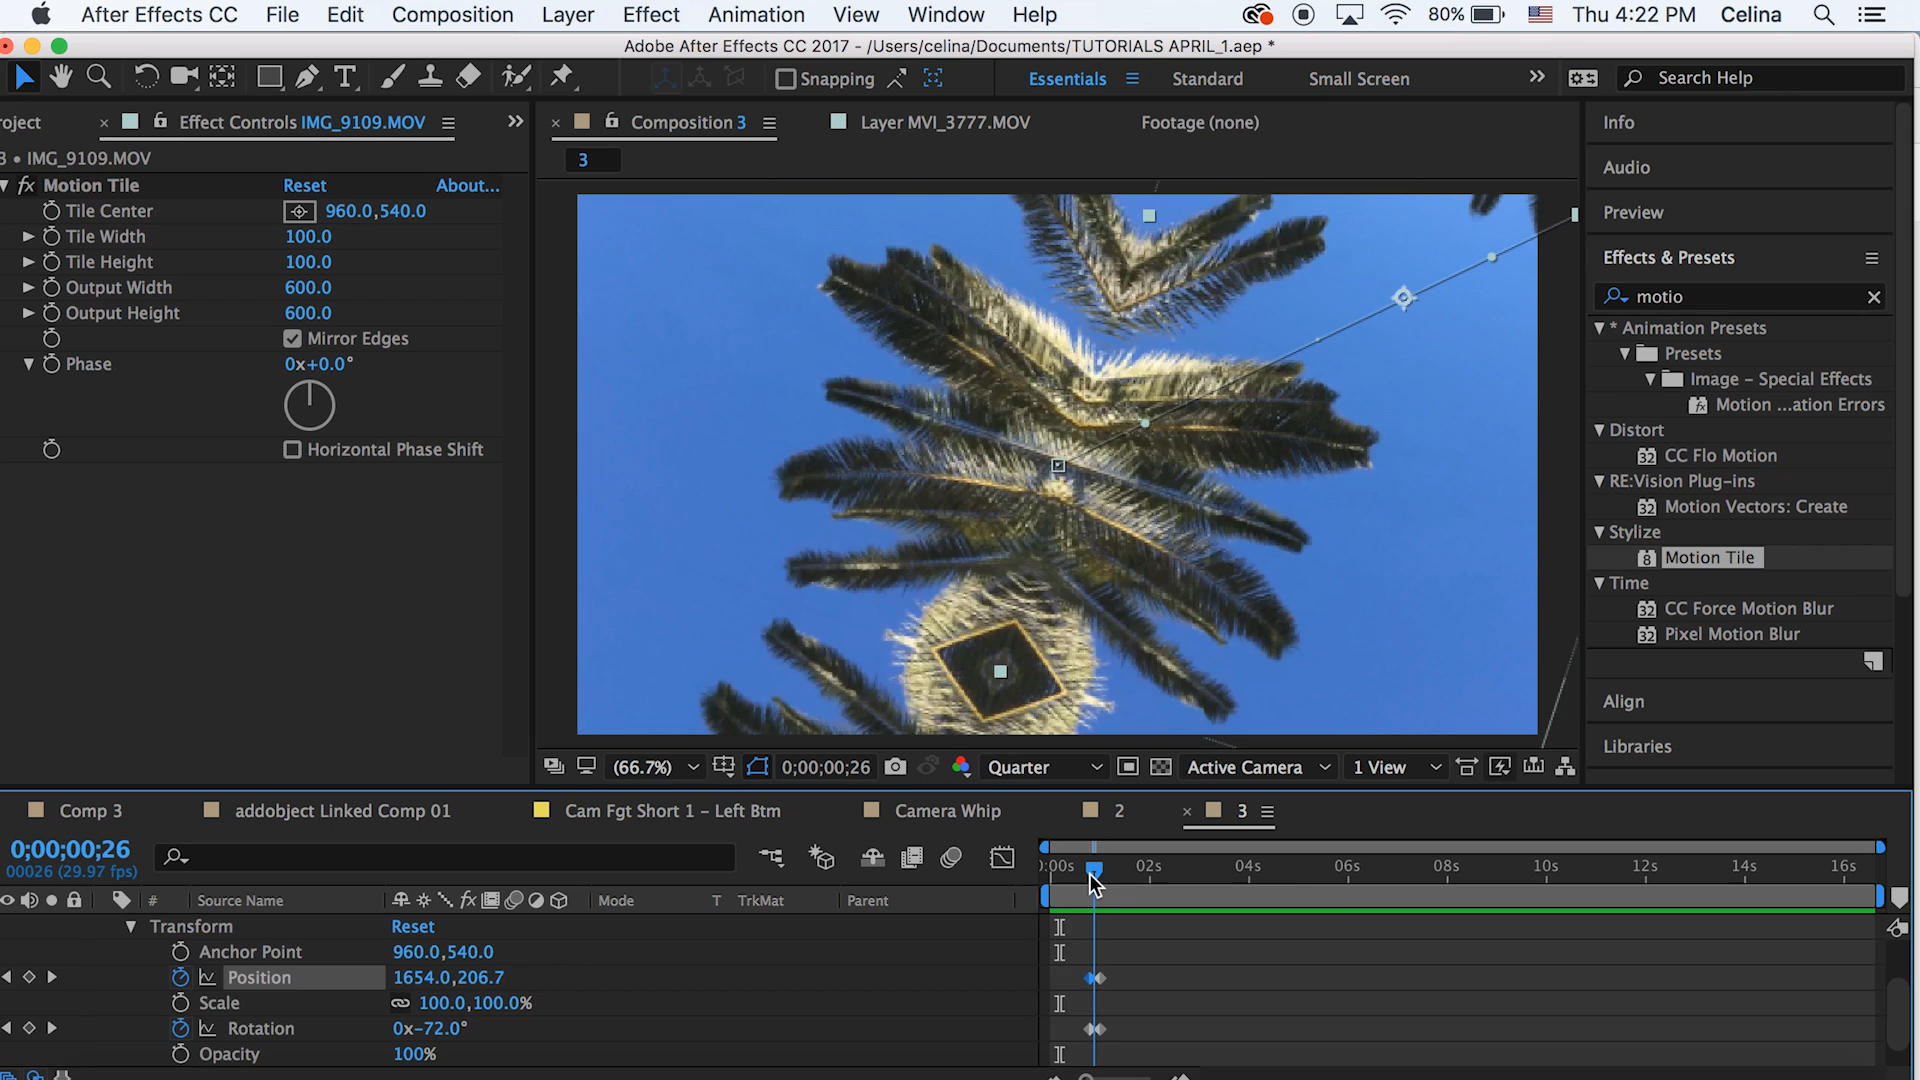 After Effects CC File Edit Composition Layer Effect Animation View Window Help 80% Thu 4:22 PM Celina
Adobe After Effects CC 2017 - /Users/celina/Documents/TUTORIALS APRIL_1.aep *
Snapping Essentials Standard Small Screen Search Help
roject Effect Controls IMG_9109.MOV
Composition 3 Layer MVI_3777.MOV Footage (none)
3
3 • IMG_9109.MOV
fx Motion Tile Reset About...
Tile Center 960.0,540.0
Tile Width 100.0
Tile Height 100.0
Output Width 600.0
Output Height 600.0
Mirror Edges
Phase 0x+0.0°
Horizontal Phase Shift
Info
Audio
Preview
Effects & Presets
motio
* Animation Presets
Presets
Image – Special Effects
Motion ...ation Errors
Distort
32 CC Flo Motion
RE:Vision Plug-ins
32 Motion Vectors: Create
Stylize
8 Motion Tile
Time
32 CC Force Motion Blur
32 Pixel Motion Blur
Align
Libraries
(66.7%) 0;00;00;26 Quarter Active Camera 1 View
Comp 3 addobject Linked Comp 01 Cam Fgt Short 1 – Left Btm Camera Whip 2 3
0;00;00;26
00026 (29.97 fps)
):00s 02s 04s 06s 08s 10s 12s 14s 16s
# Source Name fx Mode T TrkMat Parent
Transform Reset
Anchor Point 960.0,540.0
Position 1654.0,206.7
Scale 100.0,100.0%
Rotation 0x-72.0°
Opacity 100%